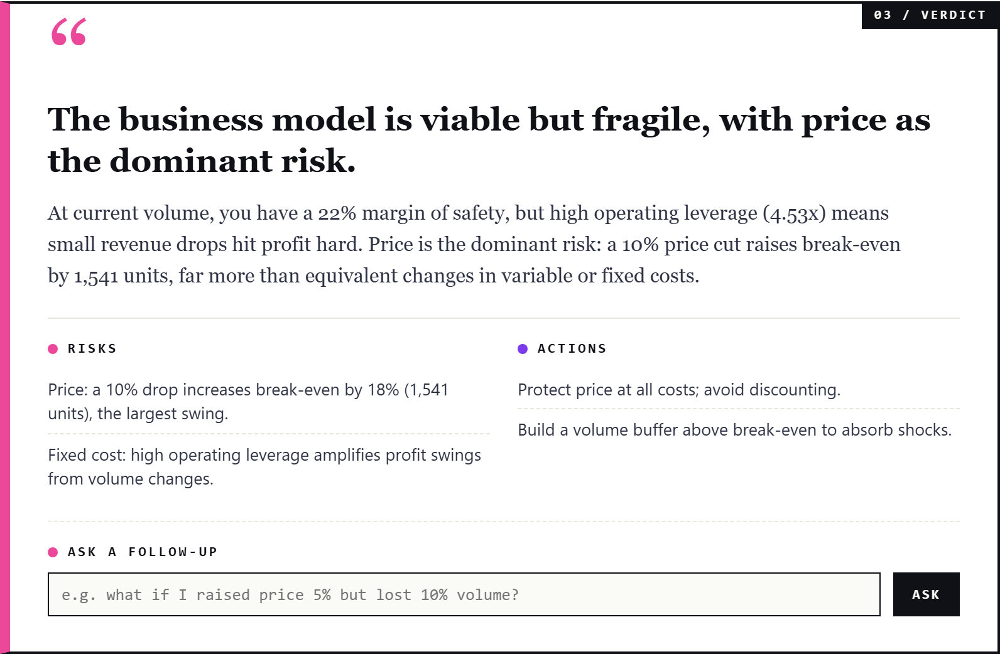 03 / VERDICT
“
The business model is viable but fragile, with price as
the dominant risk.
At current volume, you have a 22% margin of safety, but high operating leverage (4.53x) means
small revenue drops hit profit hard. Price is the dominant risk: a 10% price cut raises break-even
by 1,541 units, far more than equivalent changes in variable or fixed costs.
RISKS
Price: a 10% drop increases break-even by 18% (1,541
units), the largest swing.
Fixed cost: high operating leverage amplifies profit swings
from volume changes.
ACTIONS
Protect price at all costs; avoid discounting.
Build a volume buffer above break-even to absorb shocks.
ASK A FOLLOW-UP
e.g. what if I raised price 5% but lost 10% volume?
ASK